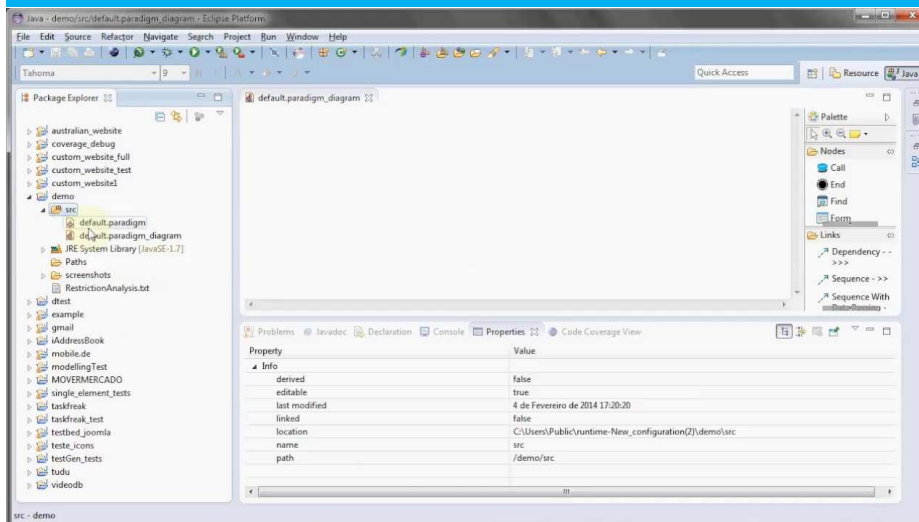 Java - demo/src/default.paradigm_diagram - Eclipse Platform
File Edit Source Refactor Navigate Search Project Run Window Help
Tahoma 9 Quick Access Resource Java
Package Explorer
australian_website
coverage_debug
custom_website_full
custom_website_test
custom_website1
demo
src
default.paradigm
default.paradigm_diagram
JRE System Library [JavaSE-1.7]
Paths
screenshots
RestrictionAnalysis.txt
dtest
example
gmail
iAddressBook
mobile.de
modellingTest
MOVERMERCADO
single_element_tests
taskfreak
taskfreak_test
testbed_joomla
teste_icons
testGen_tests
tudu
videodb
default.paradigm_diagram
Palette
Nodes
Call
End
Find
Form
Links
Dependency - - >>>
Sequence - >>
Sequence With
Problems Javadoc Declaration Console Properties Code Coverage View
Property Value
Info
derived false
editable true
last modified 4 de Fevereiro de 2014 17:20:20
linked false
location C:\Users\Public\runtime-New_configuration(2)\demo\src
name src
path /demo/src
src - demo